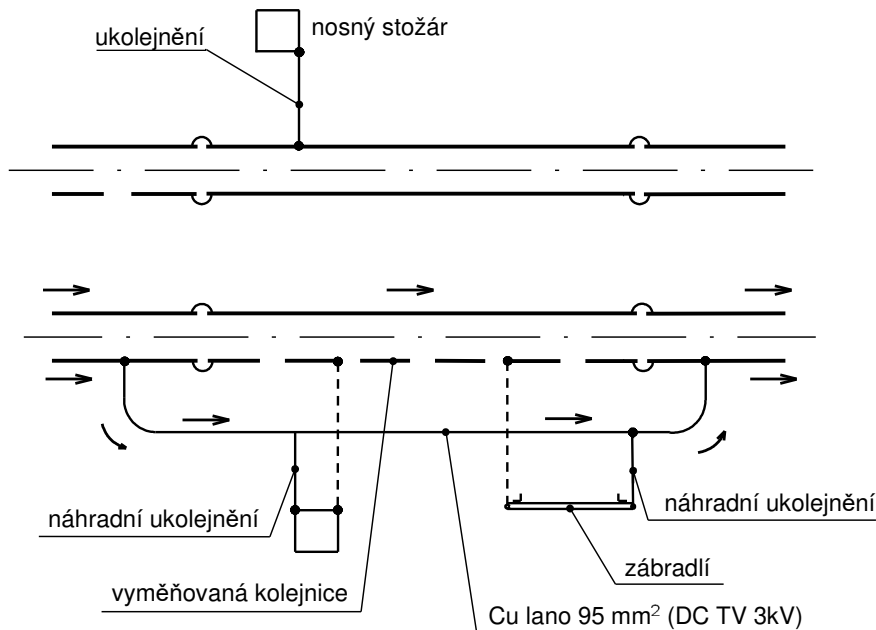 nosný stožár
ukolejnění
náhradní ukolejnění
náhradní ukolejnění
zábradlí
vyměňovaná kolejnice
Cu lano 95 mm² (DC TV 3kV)